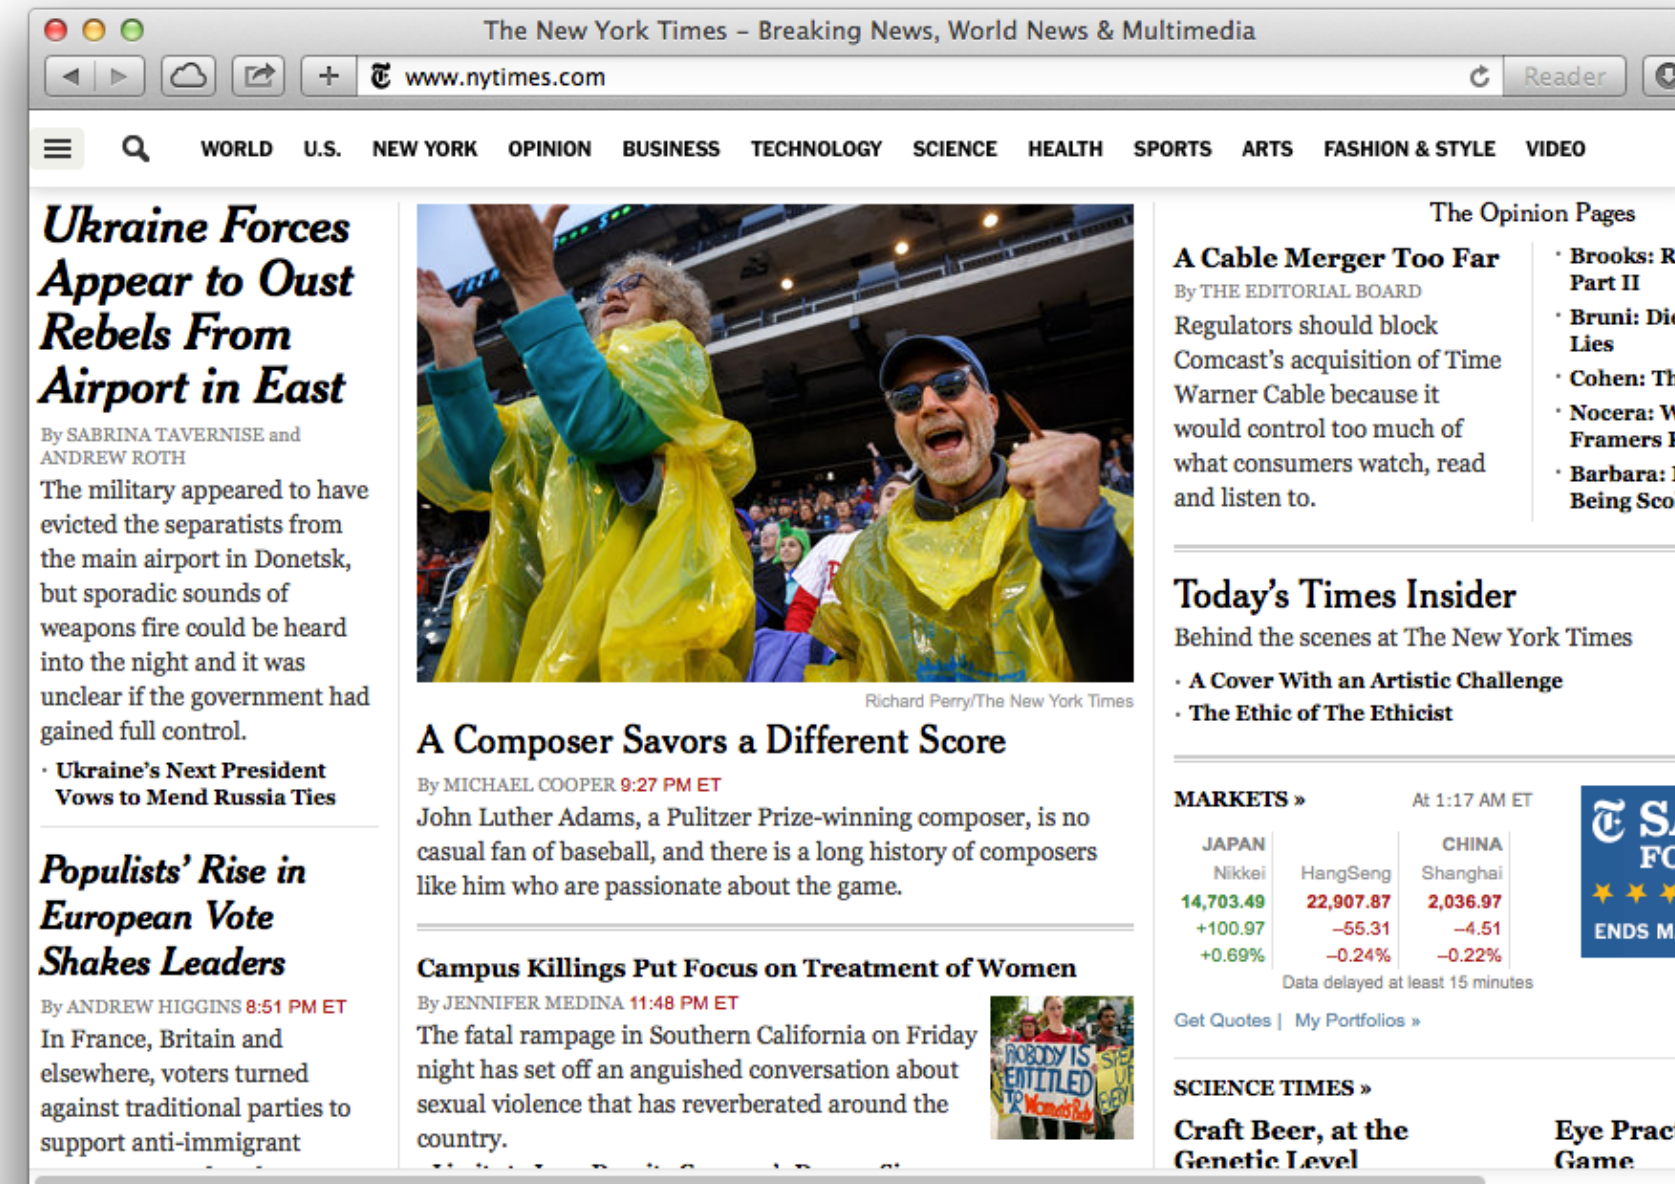 The New York Times – Breaking News, World News & Multimedia
www.nytimes.com
Reader
WORLD U.S. NEW YORK OPINION BUSINESS TECHNOLOGY SCIENCE HEALTH SPORTS ARTS FASHION & STYLE VIDEO
Ukraine Forces
Appear to Oust
Rebels From
Airport in East
By SABRINA TAVERNISE and
ANDREW ROTH
The military appeared to have
evicted the separatists from
the main airport in Donetsk,
but sporadic sounds of
weapons fire could be heard
into the night and it was
unclear if the government had
gained full control.
· Ukraine's Next President
Vows to Mend Russia Ties
Populists' Rise in
European Vote
Shakes Leaders
By ANDREW HIGGINS 8:51 PM ET
In France, Britain and
elsewhere, voters turned
against traditional parties to
support anti-immigrant
Richard Perry/The New York Times
A Composer Savors a Different Score
By MICHAEL COOPER 9:27 PM ET
John Luther Adams, a Pulitzer Prize-winning composer, is no
casual fan of baseball, and there is a long history of composers
like him who are passionate about the game.
Campus Killings Put Focus on Treatment of Women
By JENNIFER MEDINA 11:48 PM ET
The fatal rampage in Southern California on Friday
night has set off an anguished conversation about
sexual violence that has reverberated around the
country.
NOBODY IS
ENTITLED
TO A Woman's Body
The Opinion Pages
A Cable Merger Too Far
By THE EDITORIAL BOARD
Regulators should block
Comcast's acquisition of Time
Warner Cable because it
would control too much of
what consumers watch, read
and listen to.
· Brooks:
Part II
· Bruni:
Lies
· Cohen:
· Nocera:
Framers
· Barbara:
Being
Today's Times Insider
Behind the scenes at The New York Times
· A Cover With an Artistic Challenge
· The Ethic of The Ethicist
MARKETS » At 1:17 AM ET
JAPAN CHINA
Nikkei HangSeng Shanghai
14,703.49 22,907.87 2,036.97
+100.97 –55.31 –4.51
+0.69% –0.24% –0.22%
Data delayed at least 15 minutes
Get Quotes | My Portfolios »
ENDS
SCIENCE TIMES »
Craft Beer, at the
Genetic Level
Eye
Game